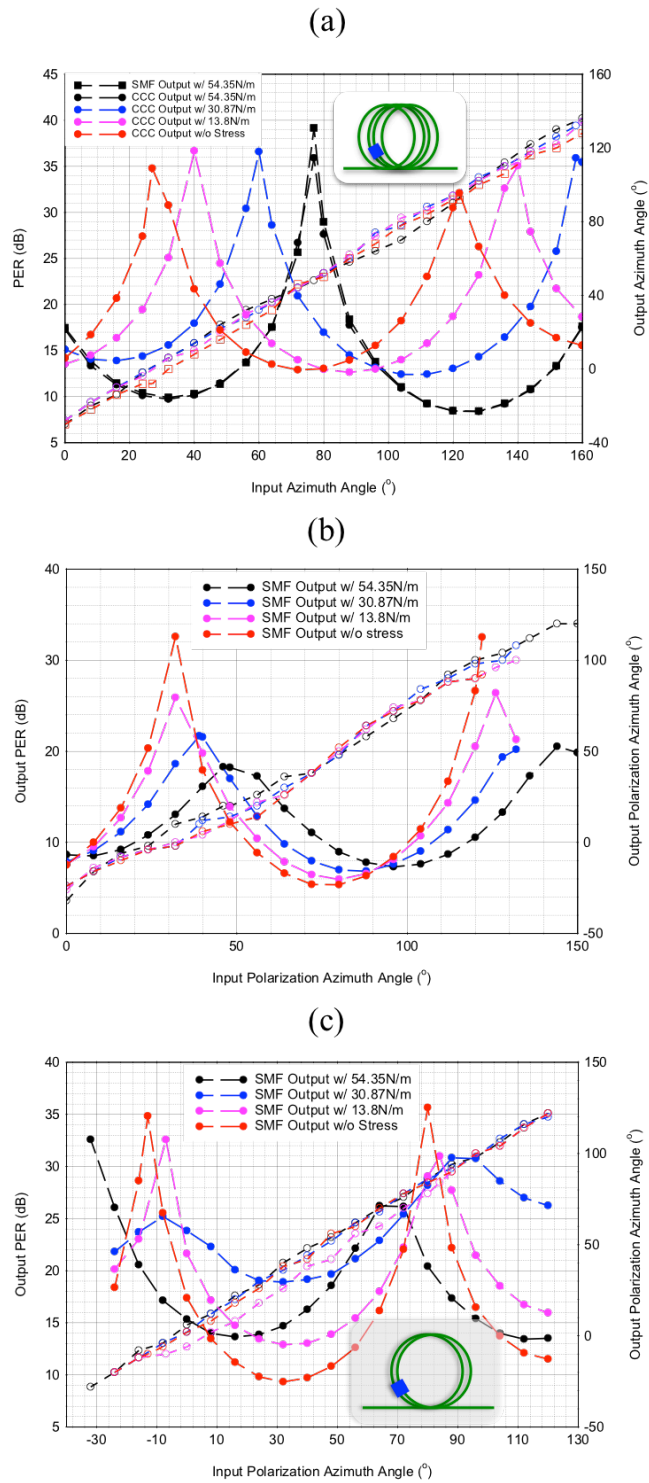 (a)
45
40
35
30
25
20
15
10
5
PER (dB)
SMF Output w/ 54.35N/m
CCC Output w/ 54.35N/m
CCC Output w/ 30.87N/m
CCC Output w/ 13.8N/m
CCC Output w/o Stress
160
120
80
40
0
-40
Output Azimuth Angle (°)
0 20 40 60 80 100 120 140 160
Input Azimuth Angle (°)
(b)
40
30
20
10
0
Output PER (dB)
SMF Output w/ 54.35N/m
SMF Output w/ 30.87N/m
SMF Output w/ 13.8N/m
SMF Output w/o stress
150
100
50
0
-50
Output Polarization Azimuth Angle (°)
0 50 100 150
Input Polarization Azimuth Angle (°)
(c)
40
35
30
25
20
15
10
5
Output PER (dB)
SMF Output w/ 54.35N/m
SMF Output w/ 30.87N/m
SMF Output w/ 13.8N/m
SMF Output w/o Stress
150
100
50
0
-50
Output Polarization Azimuth Angle (°)
-30 -10 10 30 50 70 90 110 130
Input Polarization Azimuth Angle (°)